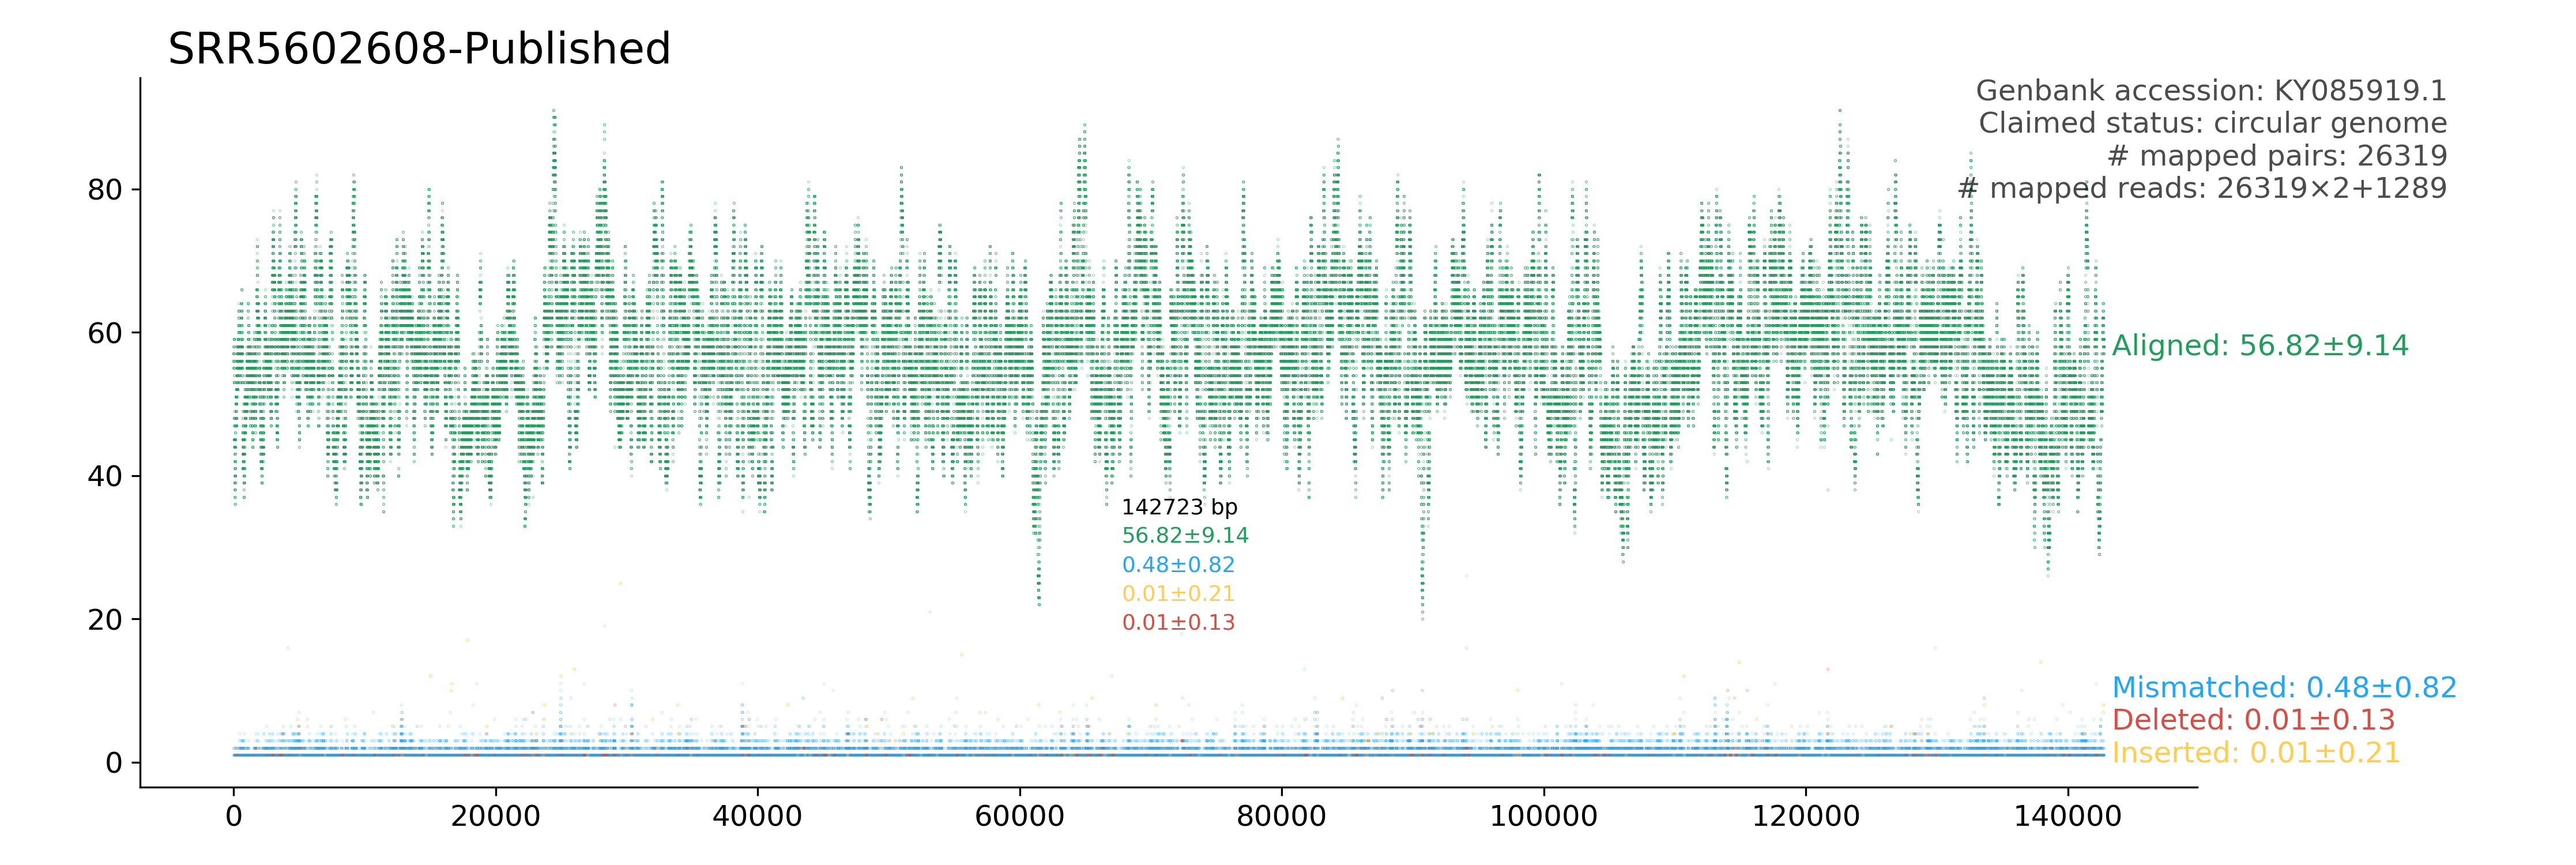 SRR5602608-Published
Genbank accession: KY085919.1
Claimed status: circular genome
# mapped pairs: 26319
# mapped reads: 26319×2+1289
80
60
40
20
0
142723 bp
56.82±9.14
0.48±0.82
0.01±0.21
0.01±0.13
Aligned: 56.82±9.14
Mismatched: 0.48±0.82
Deleted: 0.01±0.13
Inserted: 0.01±0.21
0 20000 40000 60000 80000 100000 120000 140000